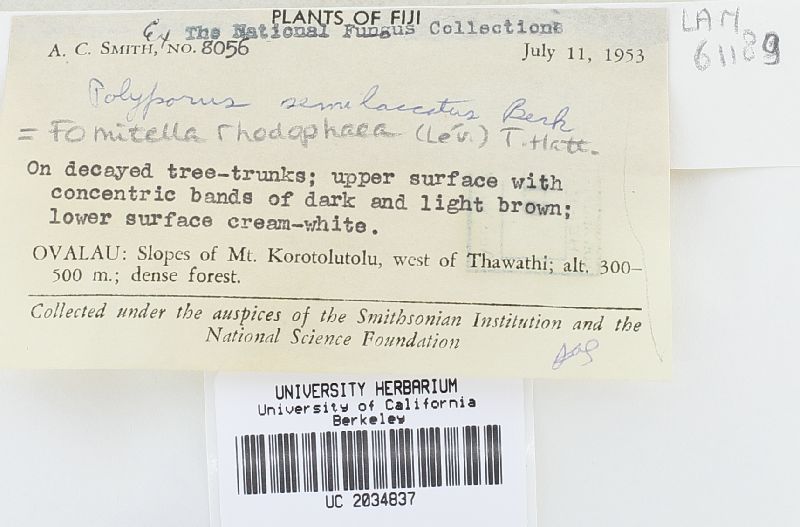 PLANTS OF FIJI
Ex The National Fungus Collections
A. C. SMITH, NO. 8056 July 11, 1953
LAM
61189
Polyporus semilaccatus Berk
= Fomitella rhodophaea (Lév.) T. Hatt.
On decayed tree-trunks; upper surface with
concentric bands of dark and light brown;
lower surface cream-white.
OVALAU: Slopes of Mt. Korotolutolu, west of Thawathi; alt. 300–
500 m.; dense forest.
Collected under the auspices of the Smithsonian Institution and the
National Science Foundation
UNIVERSITY HERBARIUM
University of California
Berkeley
UC 2034837